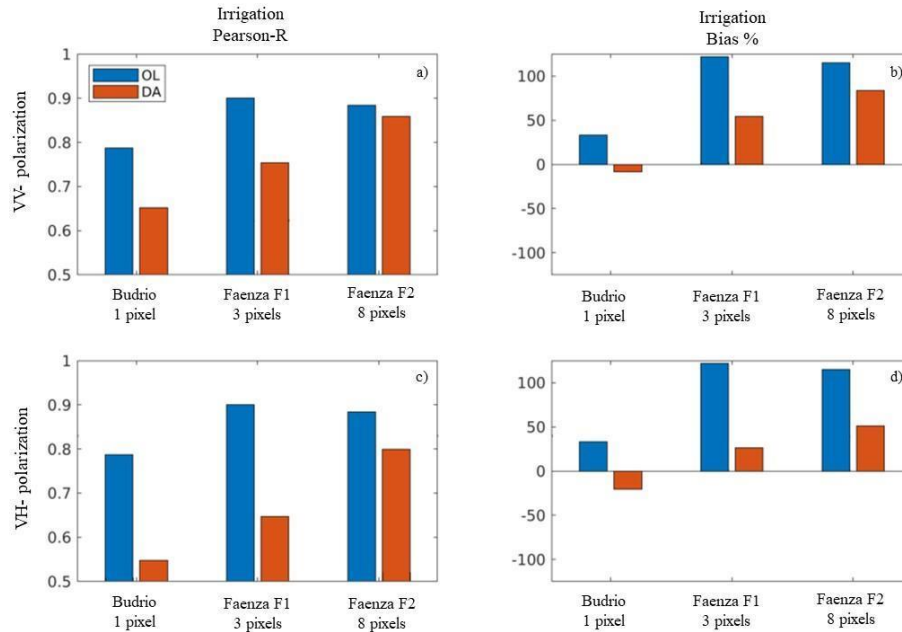 Irrigation
Pearson-R
Irrigation
Bias %
VV- polarization
1
0.9
0.8
0.7
0.6
0.5
OL
DA
a)
Budrio
1 pixel
Faenza F1
3 pixels
Faenza F2
8 pixels
100
50
0
-50
-100
b)
Budrio
1 pixel
Faenza F1
3 pixels
Faenza F2
8 pixels
VH- polarization
1
0.9
0.8
0.7
0.6
0.5
c)
Budrio
1 pixel
Faenza F1
3 pixels
Faenza F2
8 pixels
100
50
0
-50
-100
d)
Budrio
1 pixel
Faenza F1
3 pixels
Faenza F2
8 pixels